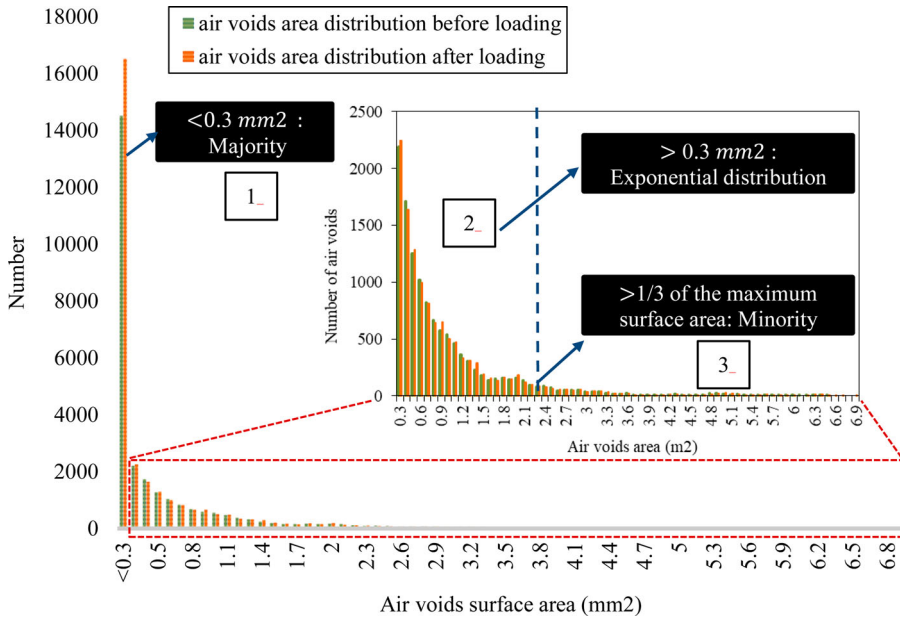 air voids area distribution before loading
air voids area distribution after loading
Number
18000
16000
14000
12000
10000
8000
6000
4000
2000
0
<0.3 mm2 :
Majority
1_
2500
2000
1500
1000
500
0
Number of air voids
2_
> 0.3 mm2 :
Exponential distribution
>1/3 of the maximum
surface area: Minority
3_
0.3 0.6 0.9 1.2 1.5 1.8 2.1 2.4 2.7 3 3.3 3.6 3.9 4.2 4.5 4.8 5.1 5.4 5.7 6 6.3 6.6 6.9
Air voids area (m2)
<0.3 0.5 0.8 1.1 1.4 1.7 2 2.3 2.6 2.9 3.2 3.5 3.8 4.1 4.4 4.7 5 5.3 5.6 5.9 6.2 6.5 6.8
Air voids surface area (mm2)